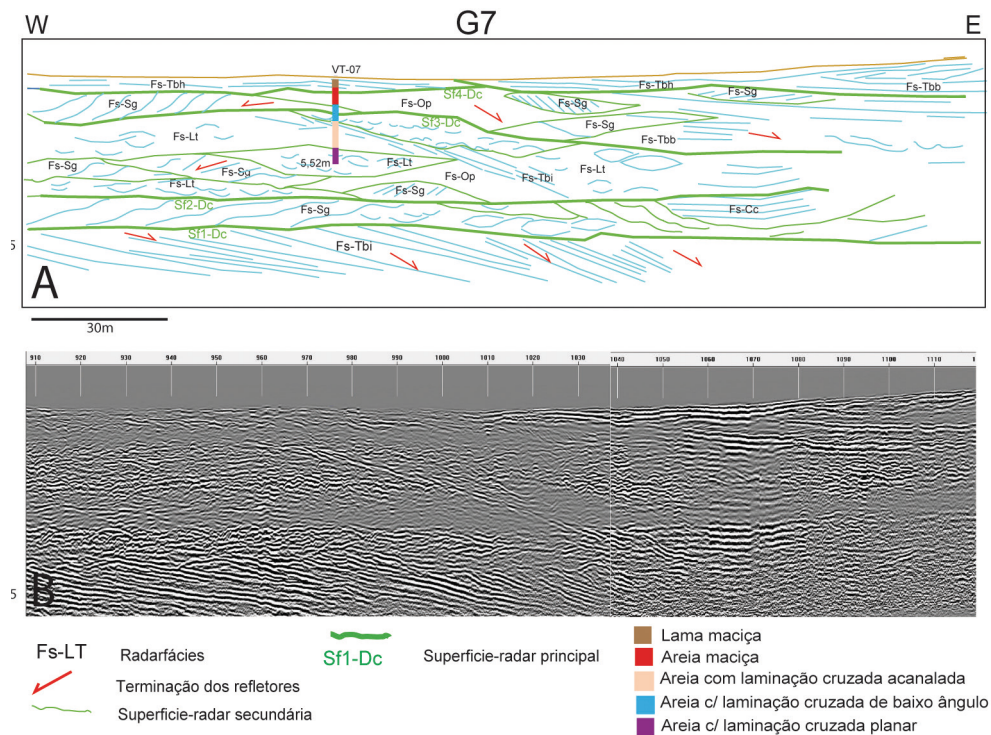 W G7 E
VT-07
Fs-Tbh Fs-Tbh Fs-Tbb
Sf4-Dc
Fs-Sg Fs-Op Fs-Sg Fs-Sg
Sf3-Dc Fs-Sg
Fs-Lt Fs-Tbb
5,52m Fs-Lt Fs-Lt
Fs-Sg Fs-Sg Fs-Op Fs-Tbi
Fs-Lt Fs-Sg
Sf2-Dc Fs-Sg Fs-Cc
Sf1-Dc
5 Fs-Tbi
A
30m
910 920 930 940 950 960 970 980 990 1000 1010 1020 1030 1040 1050 1060 1070 1080 1090 1100 1110 1
5 B
Fs-LT Radarfácies
Terminação dos refletores
Superficie-radar secundária
Sf1-Dc Superficie-radar principal
Lama maciça
Areia maciça
Areia com laminação cruzada acanalada
Areia c/ laminação cruzada de baixo ângulo
Areia c/ laminação cruzada planar